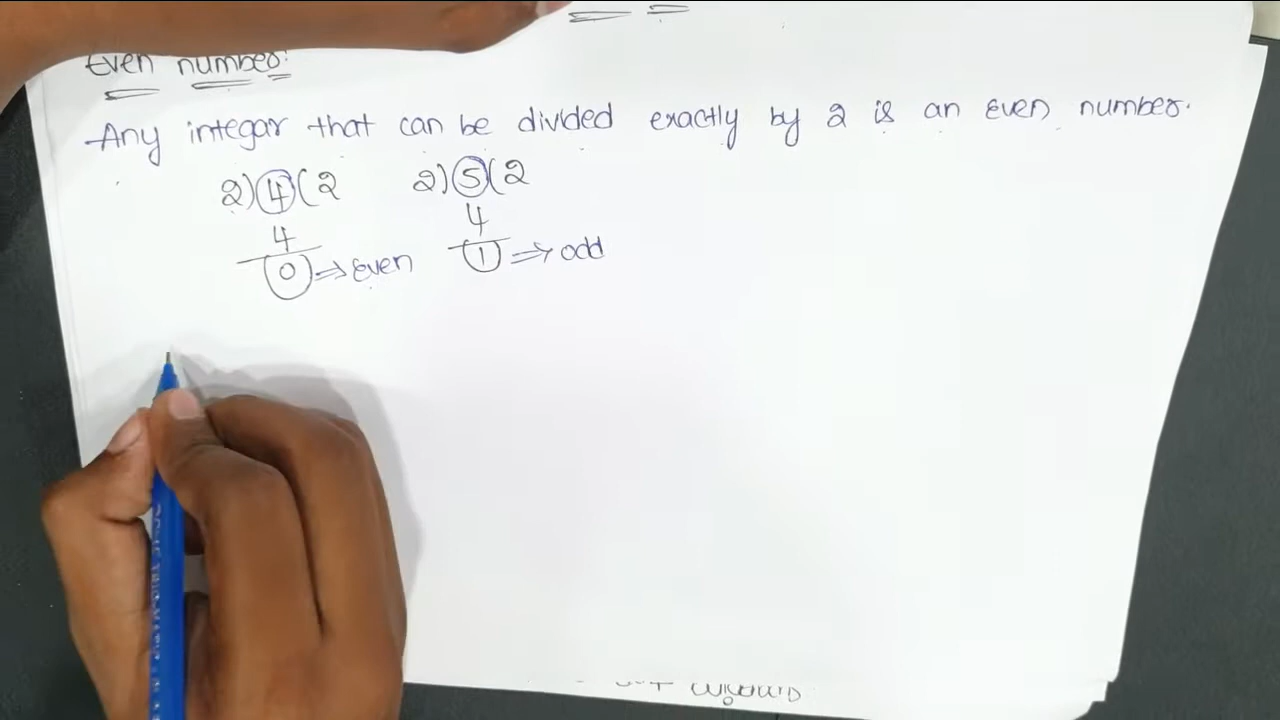 Even number:
Any integar that can be divided exactly by 2 is an even number.
2)4(2 2)5(2
4 4
0 ⇒ even 1 ⇒ odd